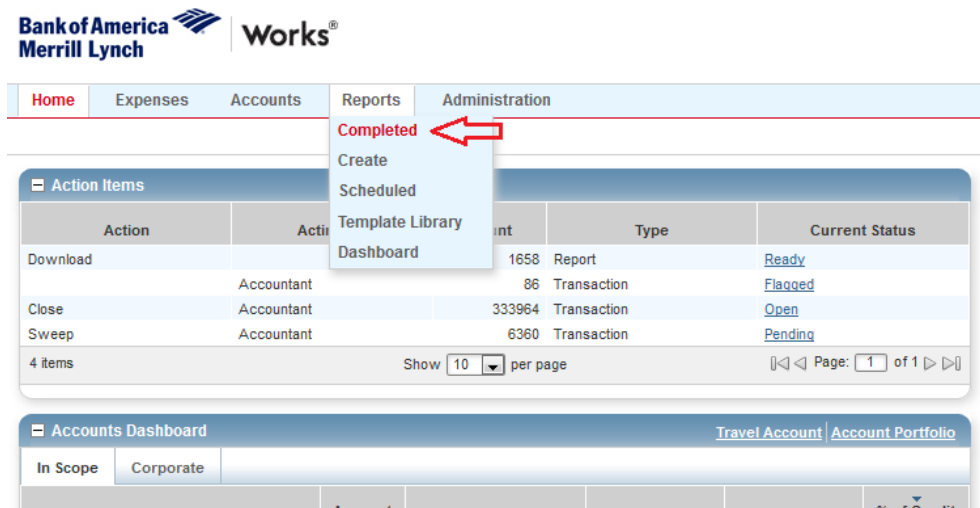 Bank of America
Merrill Lynch
Works®
Home Expenses Accounts Reports Administration
Completed
Create
Scheduled
Template Library
Dashboard
Action Items
Action Type Current Status
Download 1658 Report Ready
Accountant 86 Transaction Flagged
Close Accountant 333964 Transaction Open
Sweep Accountant 6360 Transaction Pending
4 items Show 10 per page Page: 1 of 1
Accounts Dashboard Travel Account Account Portfolio
In Scope Corporate